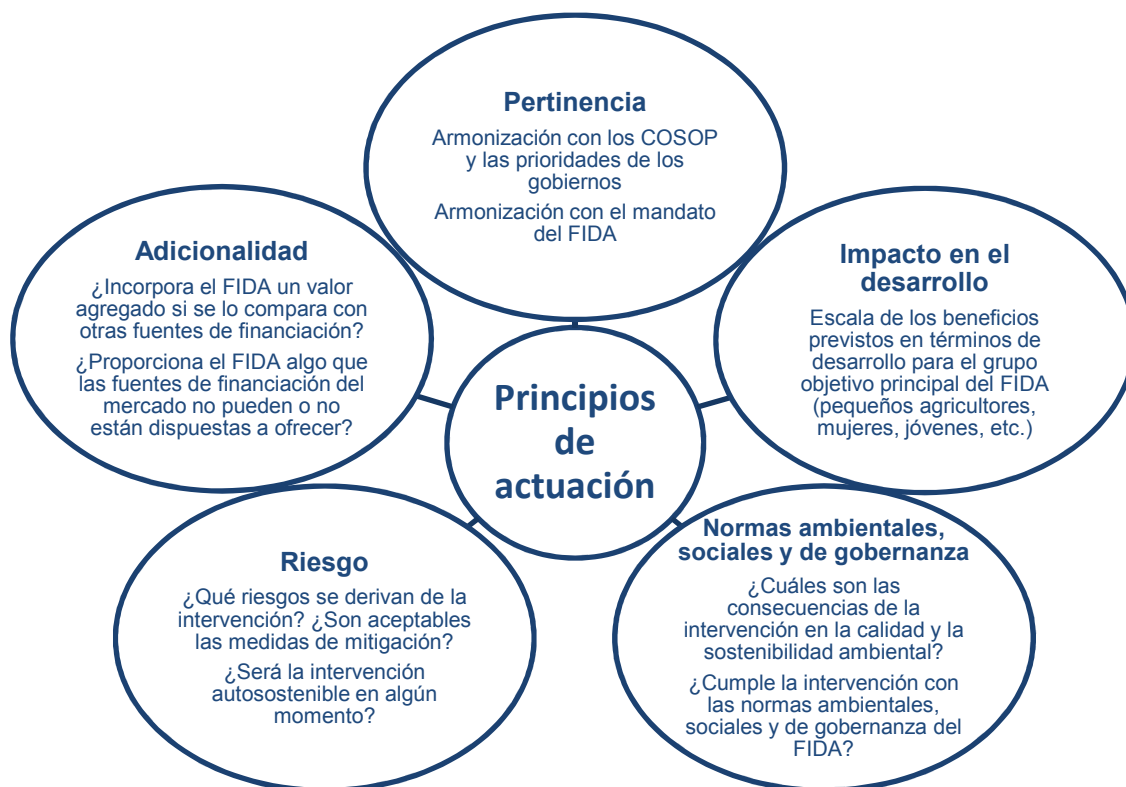 Pertinencia
Armonización con los COSOP
y las prioridades de los
gobiernos
Armonización con el mandato
del FIDA
Adicionalidad
¿Incorpora el FIDA un valor
agregado si se lo compara con
otras fuentes de financiación?
¿Proporciona el FIDA algo que
las fuentes de financiación del
mercado no pueden o no
están dispuestas a ofrecer?
Impacto en el
desarrollo
Escala de los beneficios
previstos en términos de
desarrollo para el grupo
objetivo principal del FIDA
(pequeños agricultores,
mujeres, jóvenes, etc.)
Principios
de
actuación
Riesgo
¿Qué riesgos se derivan de la
intervención? ¿Son aceptables
las medidas de mitigación?
¿Será la intervención
autosostenible en algún
momento?
Normas ambientales,
sociales y de gobernanza
¿Cuáles son las
consecuencias de la
intervención en la calidad y la
sostenibilidad ambiental?
¿Cumple la intervención con
las normas ambientales,
sociales y de gobernanza del
FIDA?